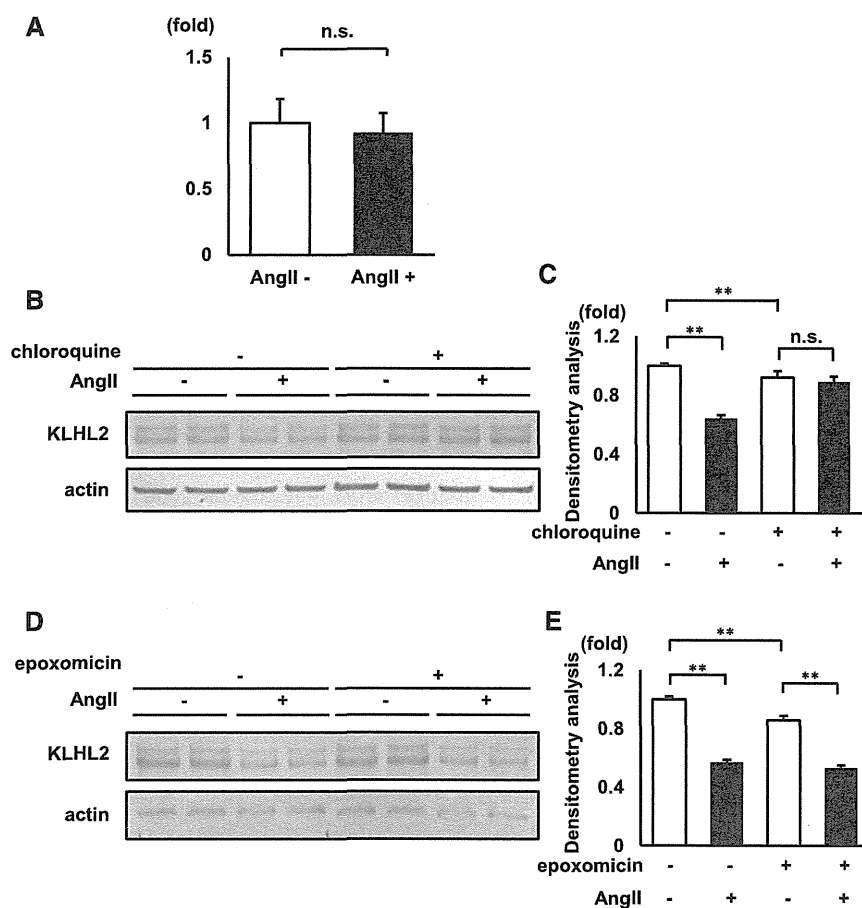 A
(fold)
n.s.
1.5
1
0.5
0
AngII - AngII +
B
chloroquine - +
AngII - + - +
KLHL2
actin
C
(fold)
Densitometry analysis
**
** n.s.
1.2
0.8
0.4
0
chloroquine - - + +
AngII - + - +
D
epoxomicin - +
AngII - + - +
KLHL2
actin
E
(fold)
Densitometry analysis
**
** **
1.2
0.8
0.4
0
epoxomicin - - + +
AngII - + - +